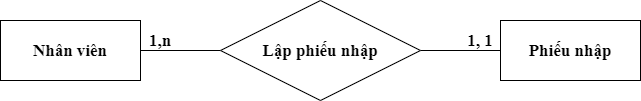 1,n 1, 1
Nhân viên Lập phiếu nhập Phiếu nhập